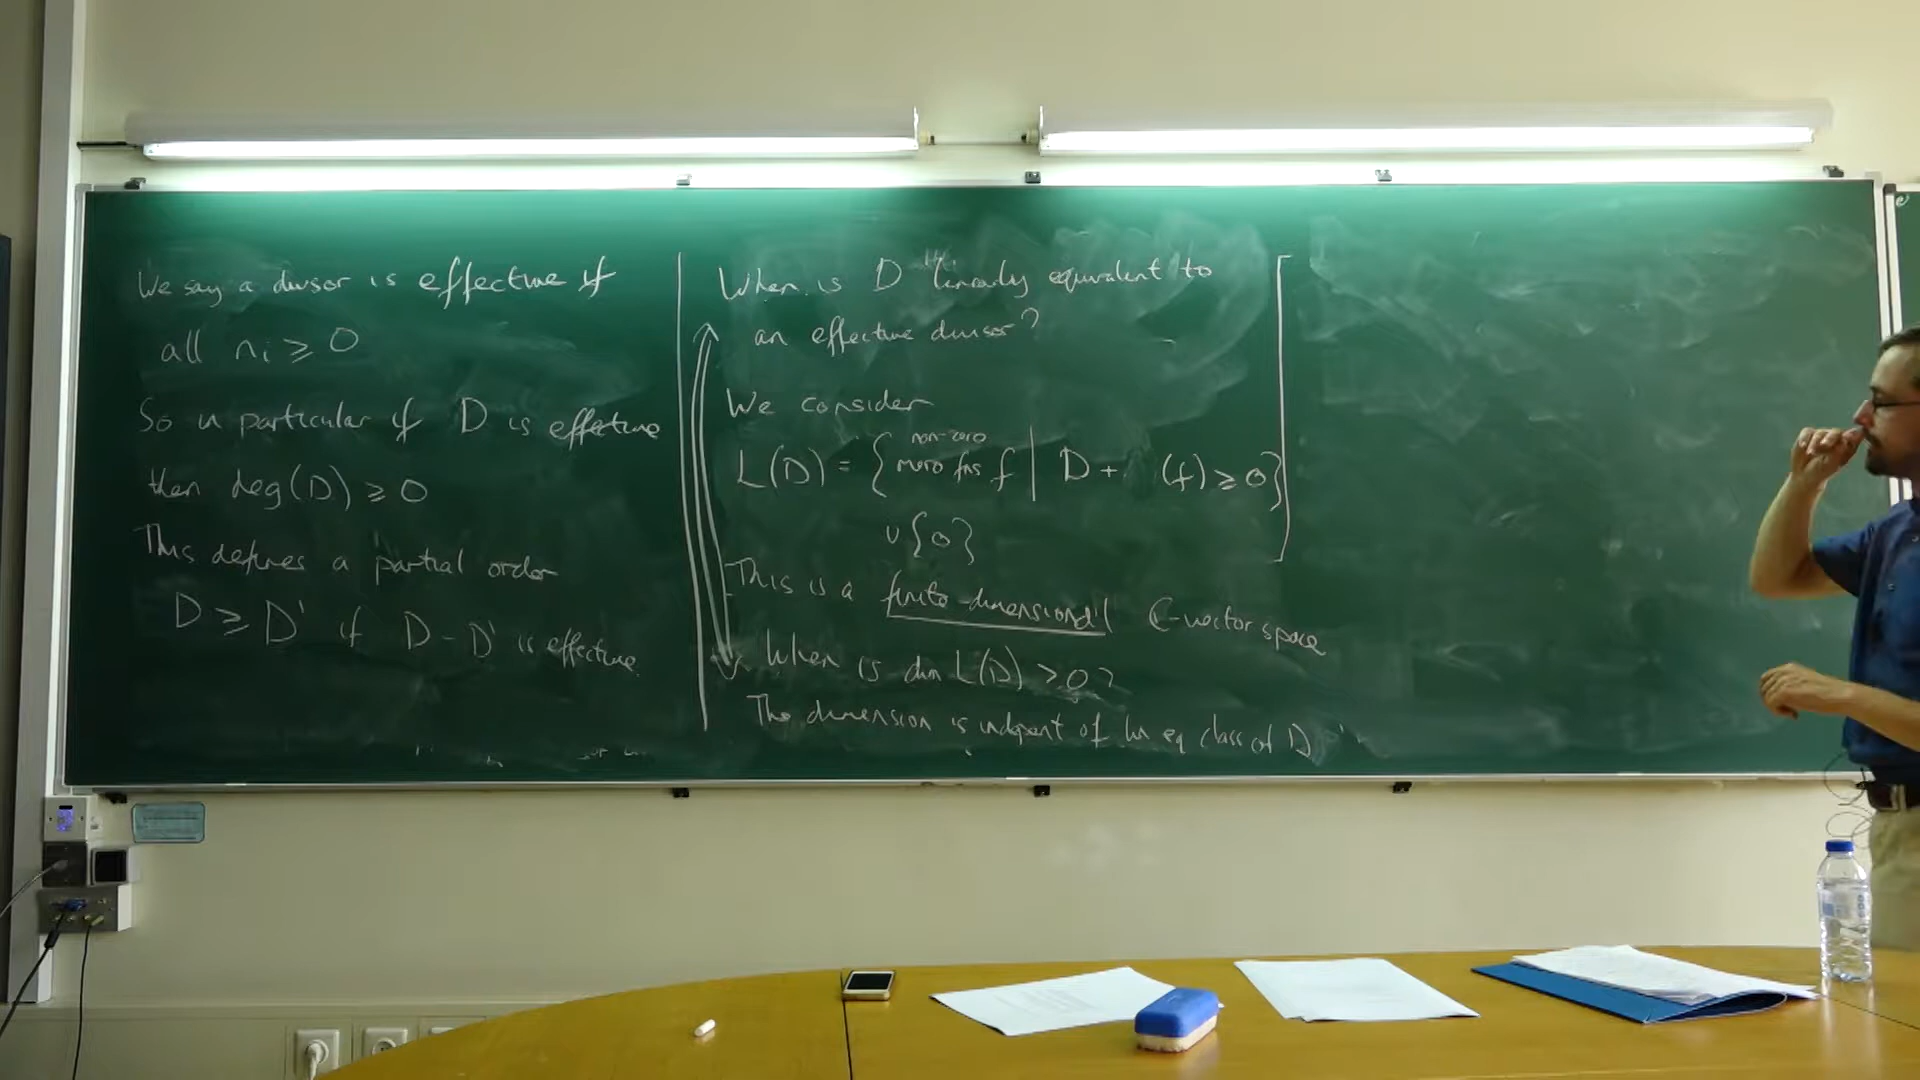 We say a divisor is effective if
all nᵢ ≥ 0
So in particular if D is effective
then deg(D) ≥ 0
This defines a partial order
D ≥ D' if D - D' is effective.
When is D linearly equivalent to
an effective divisor?
We consider
L(D) = { non-zero mero fns f | D + (f) ≥ 0 }
∪ {0}
This is a finite-dimensional ℂ-vector space
When is dim L(D) > 0?
The dimension is indpent of lin eq class of D